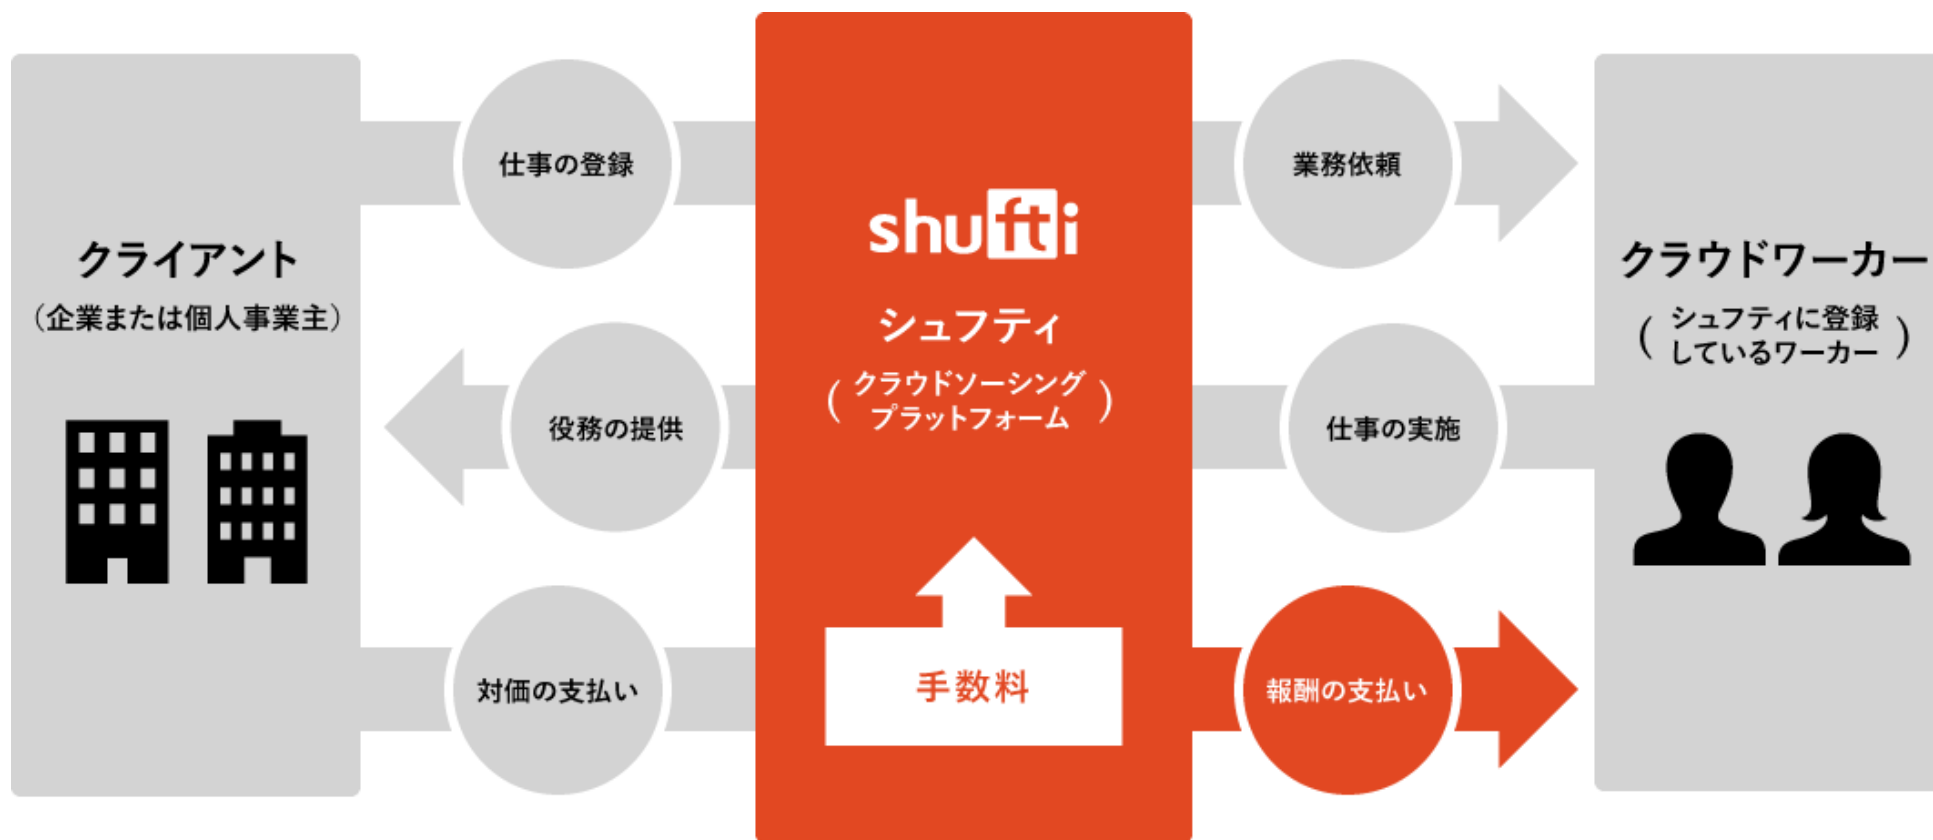 クライアント
（企業または個人事業主）
仕事の登録
役務の提供
対価の支払い
shufti
シュフティ
（クラウドソーシング
プラットフォーム）
手数料
業務依頼
仕事の実施
報酬の支払い
クラウドワーカー
（シュフティに登録
しているワーカー）